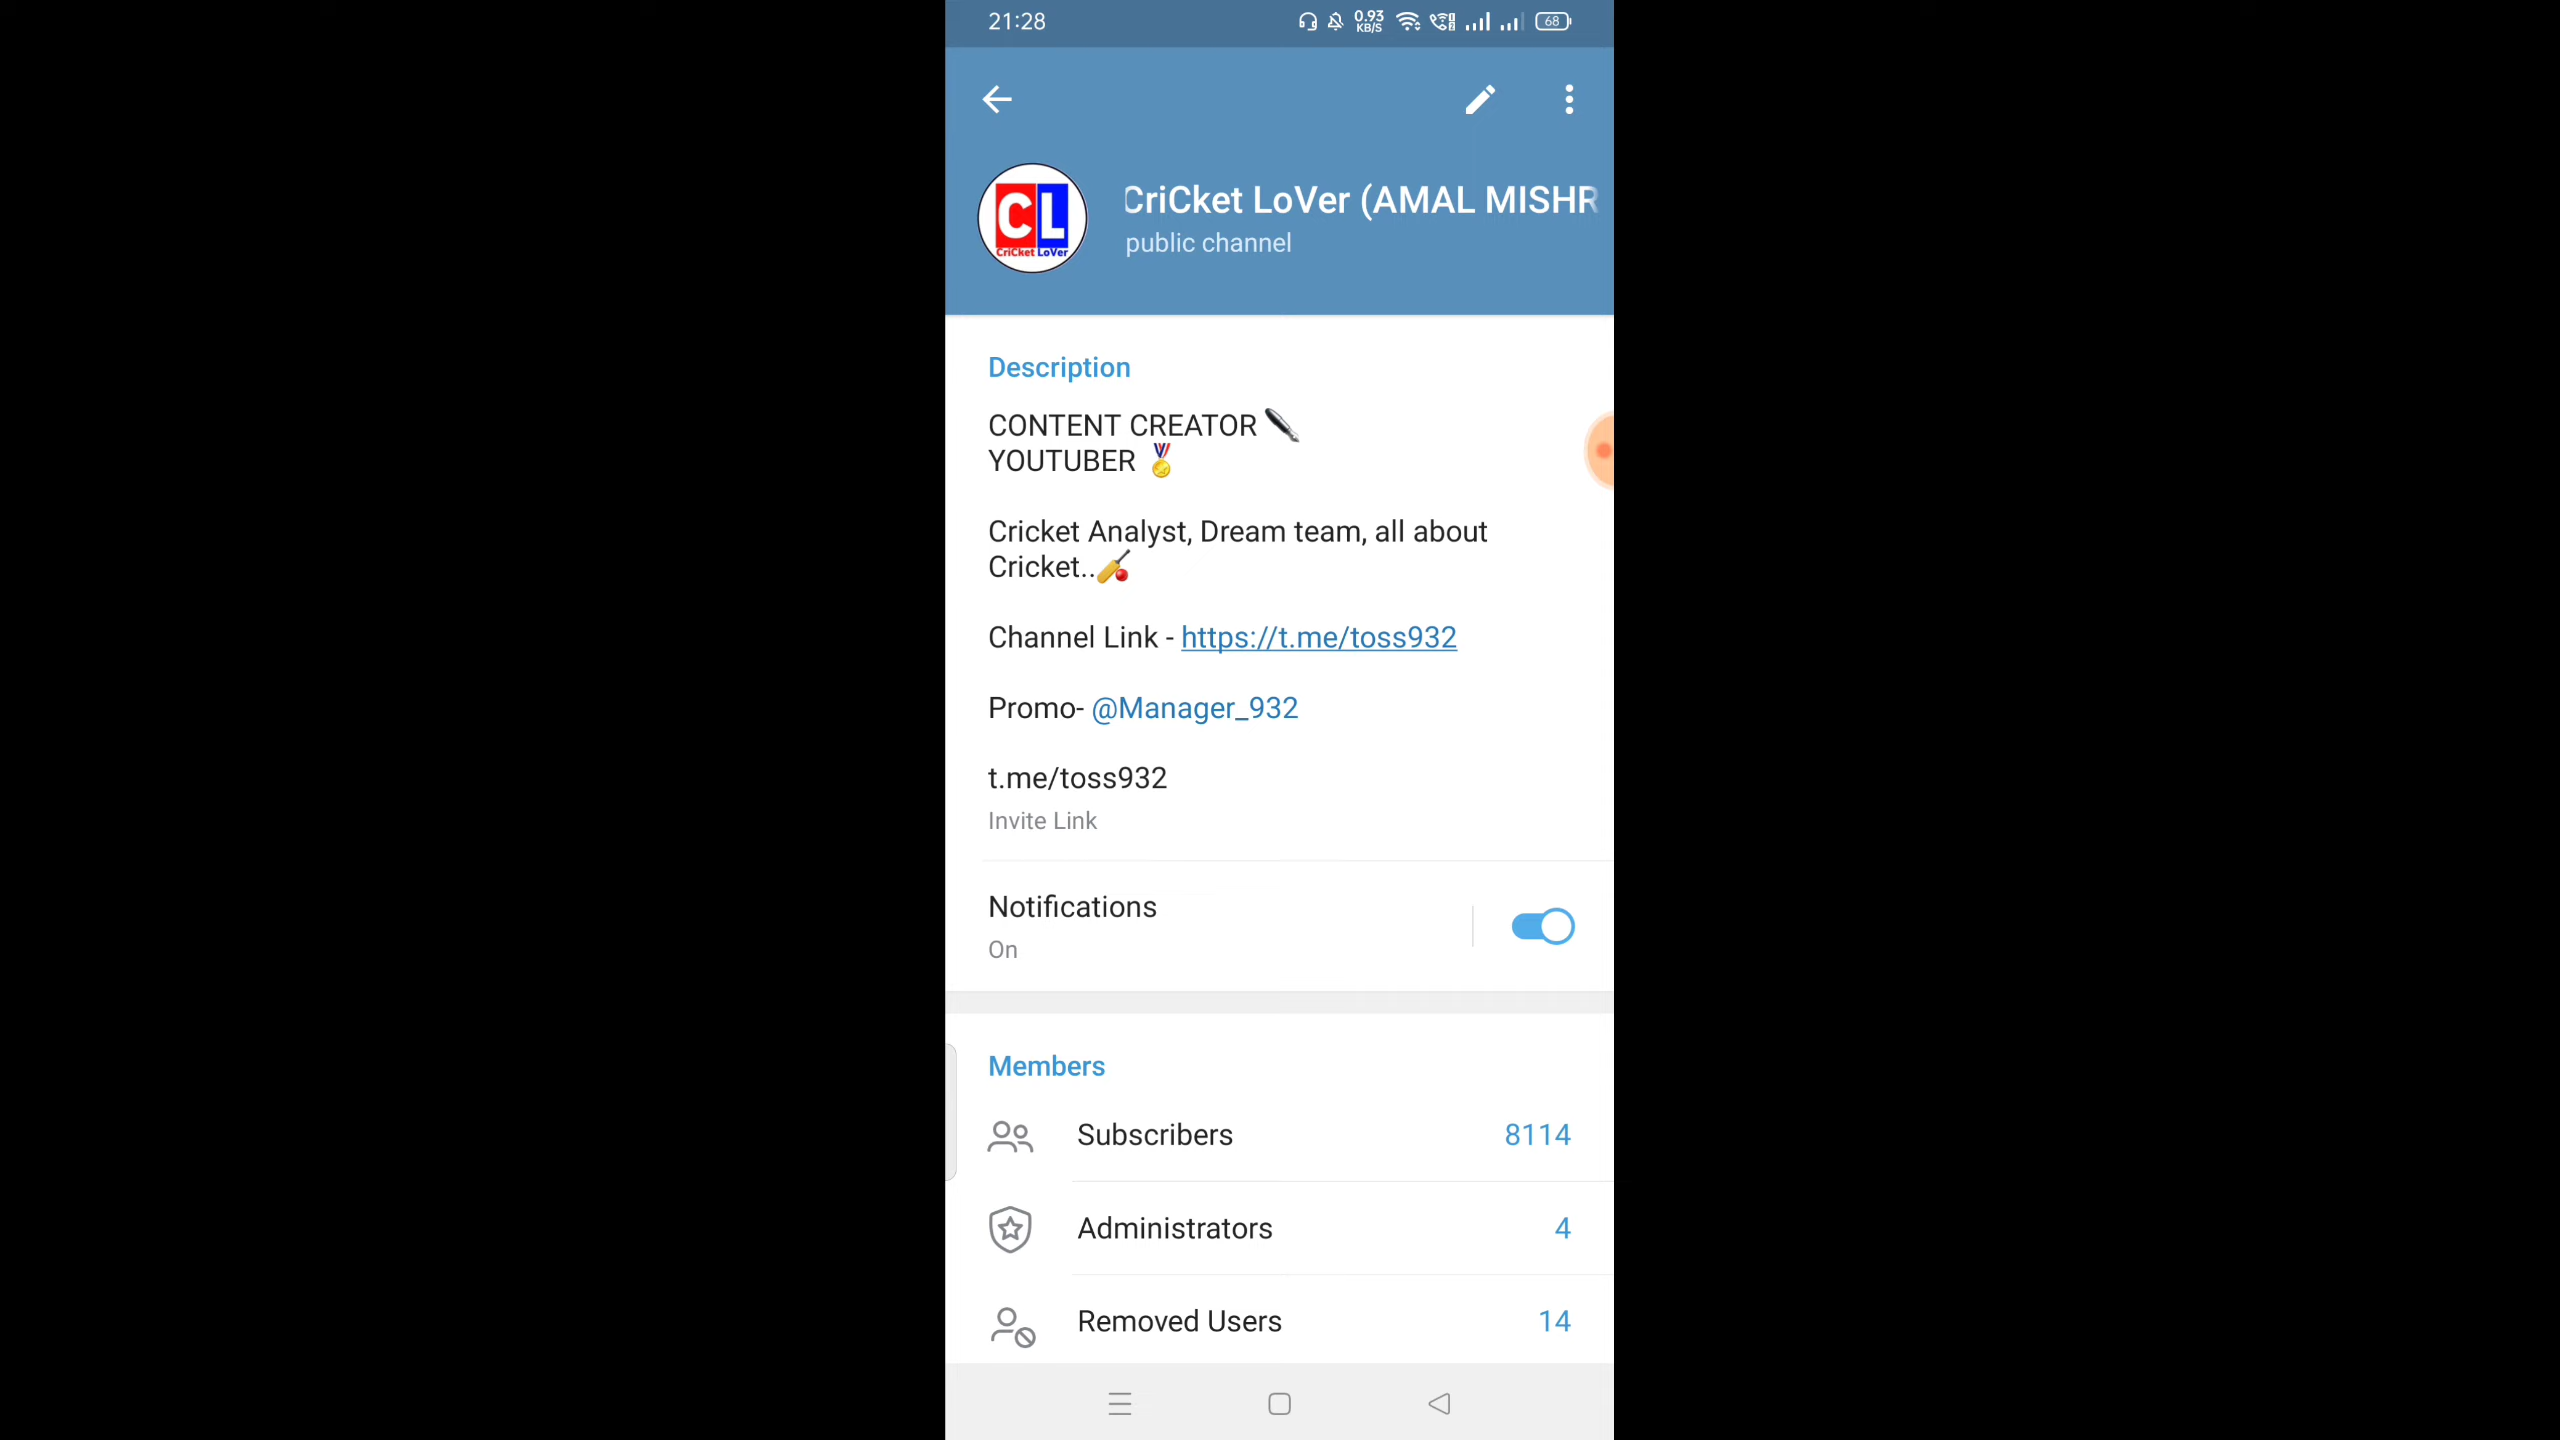 21:28
0.93
KB/S
68
CriCket LoVer (AMAL MISHR
public channel
CL
CriCket LoVer
Description
CONTENT CREATOR
YOUTUBER
Cricket Analyst, Dream team, all about
Cricket..
Channel Link - https://t.me/toss932
Promo- @Manager_932
t.me/toss932
Invite Link
Notifications
On
Members
Subscribers 8114
Administrators 4
Removed Users 14